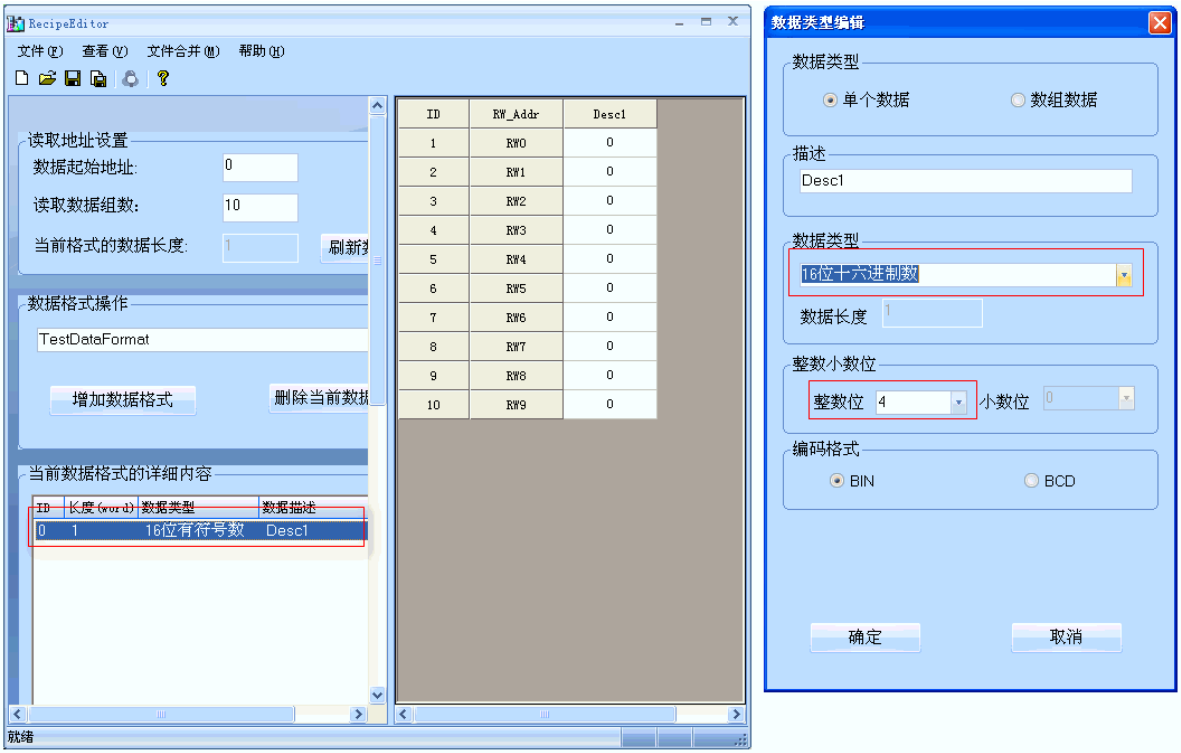 RecipeEditor
文件(F) 查看(V) 文件合并(M) 帮助(H)
读取地址设置
数据起始地址: 0
读取数据组数: 10
当前格式的数据长度: 1 刷新数
数据格式操作
TestDataFormat
增加数据格式 删除当前数据
当前数据格式的详细内容
ID 长度(word) 数据类型 数据描述
0 1 16位有符号数 Desc1
就绪
ID RW_Addr Desc1
1 RW0 0
2 RW1 0
3 RW2 0
4 RW3 0
5 RW4 0
6 RW5 0
7 RW6 0
8 RW7 0
9 RW8 0
10 RW9 0
数据类型编辑
数据类型
单个数据 数组数据
描述
Desc1
数据类型
16位十六进制数
数据长度 1
整数小数位
整数位 4 小数位 0
编码格式
BIN BCD
确定 取消